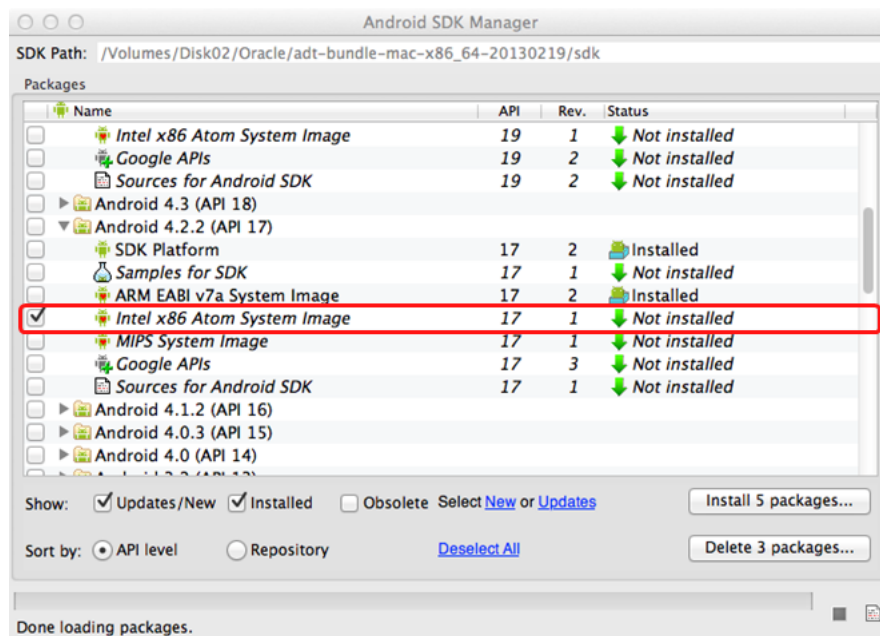 Android SDK Manager
SDK Path: /Volumes/Disk02/Oracle/adt-bundle-mac-x86_64-20130219/sdk
Packages
Name API Rev. Status
Intel x86 Atom System Image 19 1 Not installed
Google APIs 19 2 Not installed
Sources for Android SDK 19 2 Not installed
Android 4.3 (API 18)
Android 4.2.2 (API 17)
SDK Platform 17 2 Installed
Samples for SDK 17 1 Not installed
ARM EABI v7a System Image 17 2 Installed
Intel x86 Atom System Image 17 1 Not installed
MIPS System Image 17 1 Not installed
Google APIs 17 3 Not installed
Sources for Android SDK 17 1 Not installed
Android 4.1.2 (API 16)
Android 4.0.3 (API 15)
Android 4.0 (API 14)
Show: Updates/New Installed Obsolete Select New or Updates Install 5 packages...
Sort by: API level Repository Deselect All Delete 3 packages...
Done loading packages.